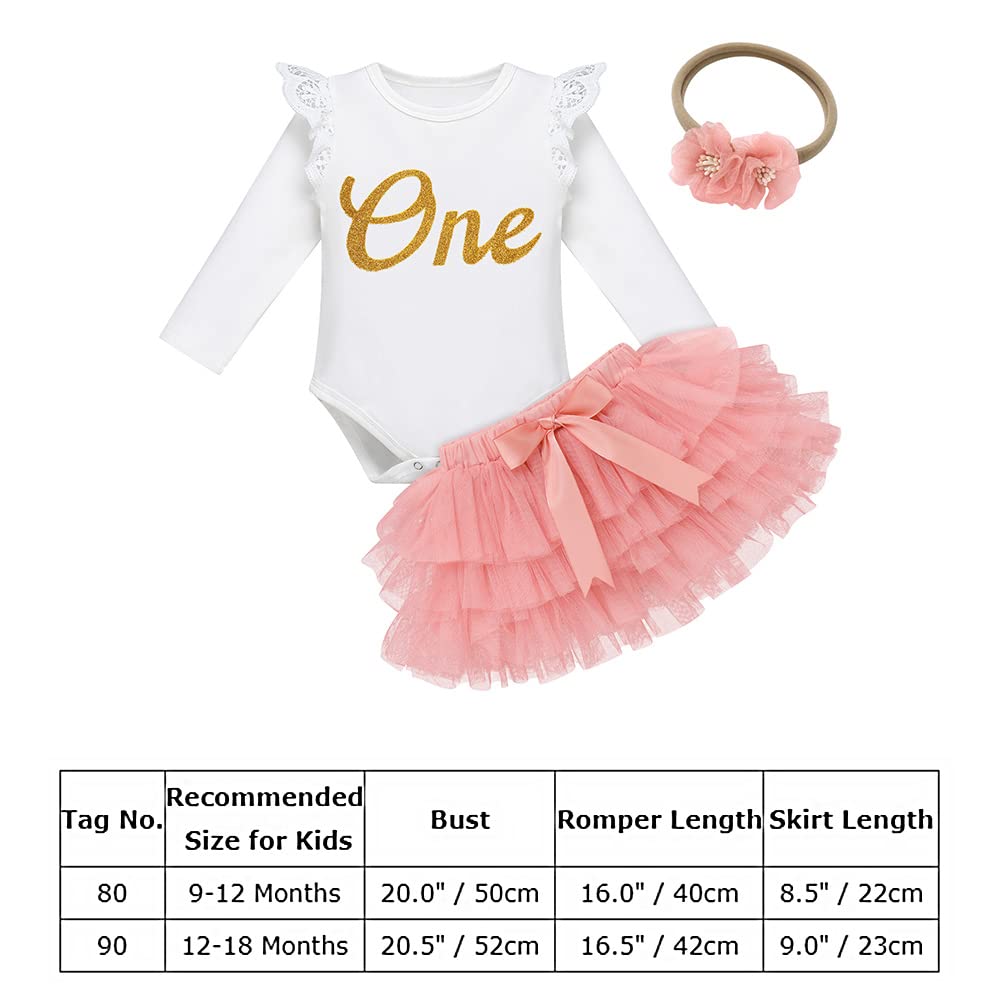 One
Tag No. Recommended Size for Kids Bust Romper Length Skirt Length
80 9-12 Months 20.0" / 50cm 16.0" / 40cm 8.5" / 22cm
90 12-18 Months 20.5" / 52cm 16.5" / 42cm 9.0" / 23cm